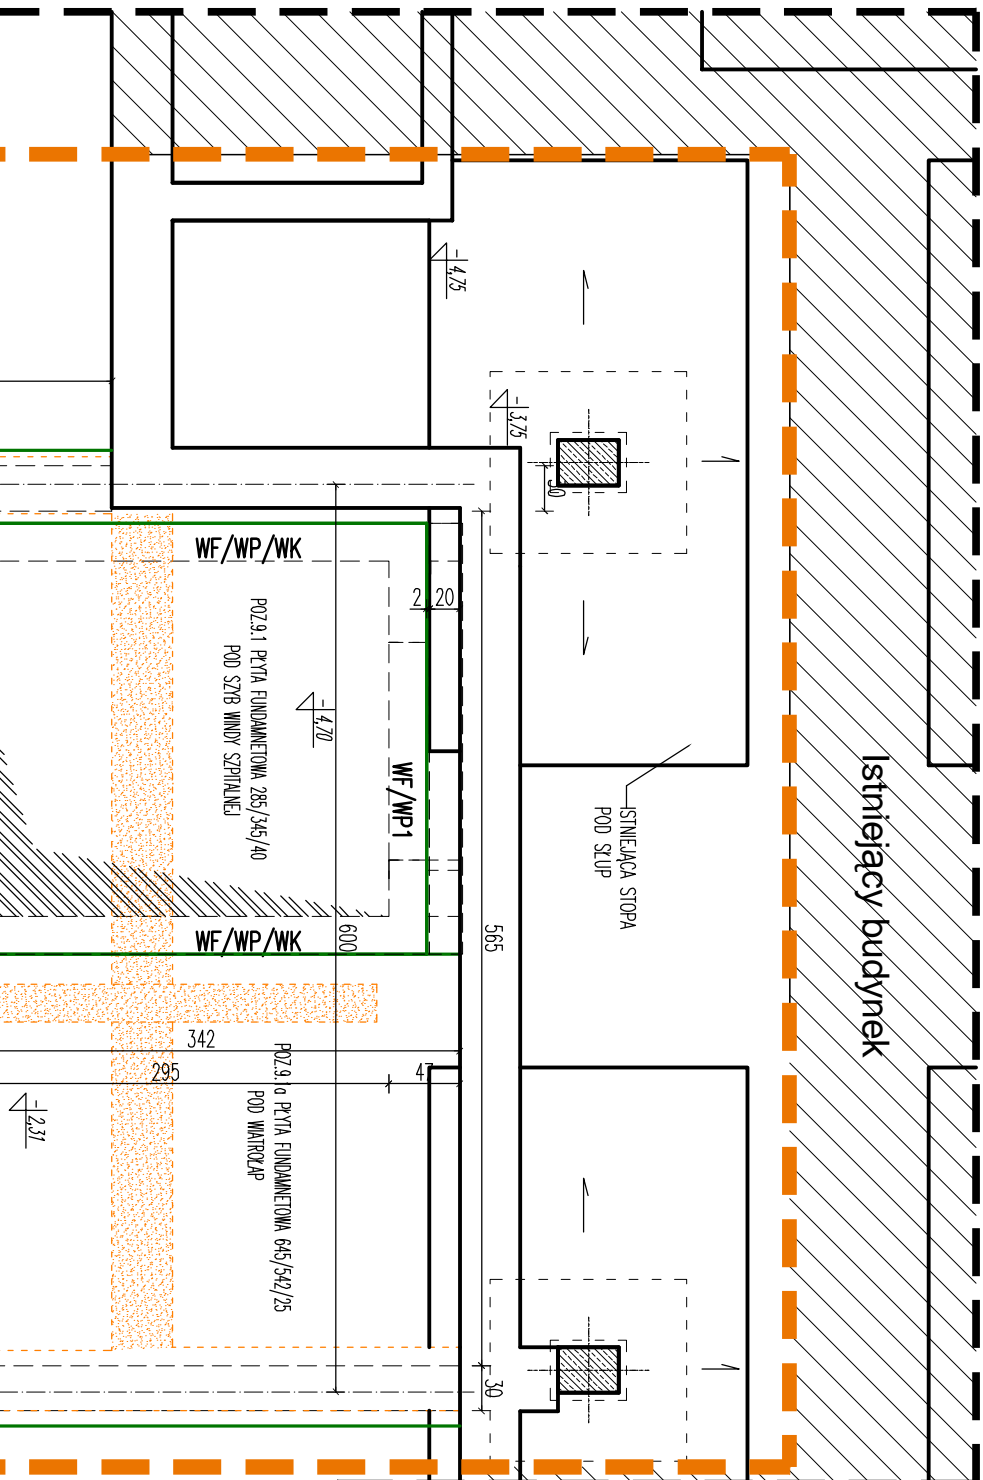 Istniejący budynek
-4,75
-3,75
30
WF/WP/WK
2
20
POZ.9.1 PŁYTA FUNDAMNETOWA 285/345/40
POD SZYB WINDY SZPITALNEJ
-4,70
WF/WP1
ISTNIEJĄCA STOPA
POD SŁUP
WF/WP/WK
600
565
342
295
47
POZ.9.1a PŁYTA FUNDAMNETOWA 645/542/25
POD WIATROŁAP
-2,31
30